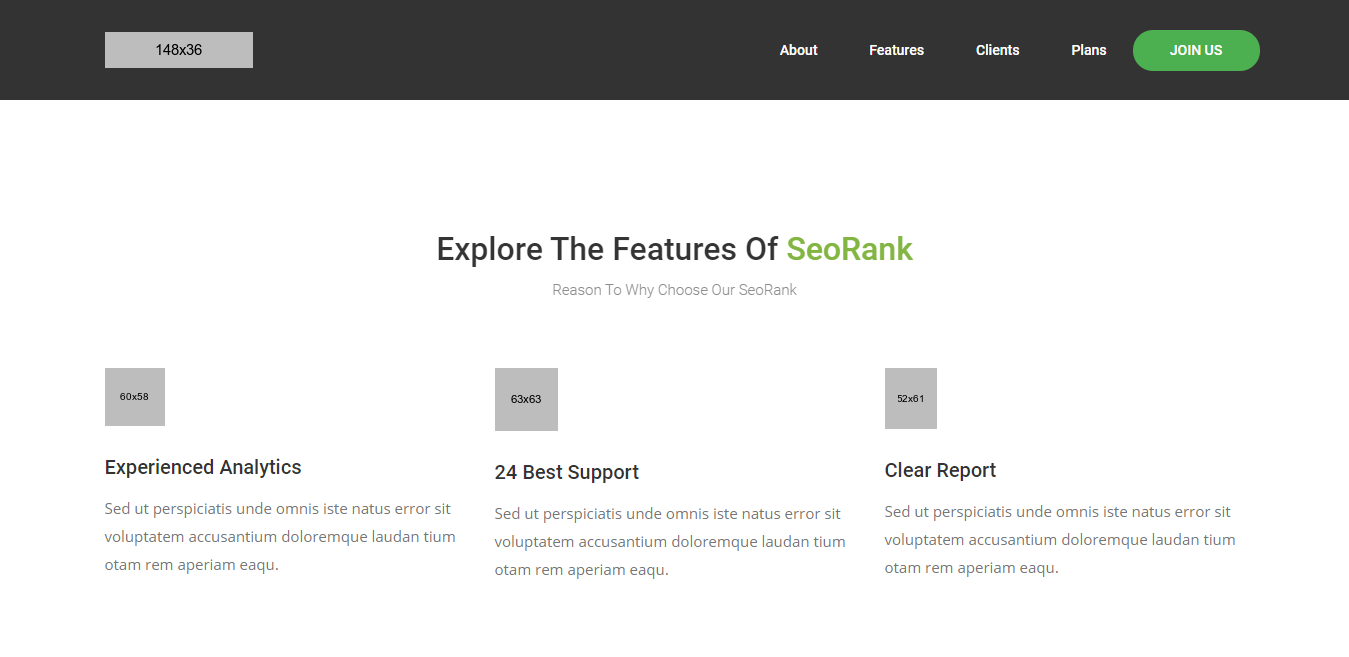 148x36
About
Features
Clients
Plans
JOIN US
Explore The Features Of SeoRank
Reason To Why Choose Our SeoRank
60x58
Experienced Analytics
Sed ut perspiciatis unde omnis iste natus error sit
voluptatem accusantium doloremque laudan tium
otam rem aperiam eaqu.
63x63
24 Best Support
Sed ut perspiciatis unde omnis iste natus error sit
voluptatem accusantium doloremque laudan tium
otam rem aperiam eaqu.
52x61
Clear Report
Sed ut perspiciatis unde omnis iste natus error sit
voluptatem accusantium doloremque laudan tium
otam rem aperiam eaqu.